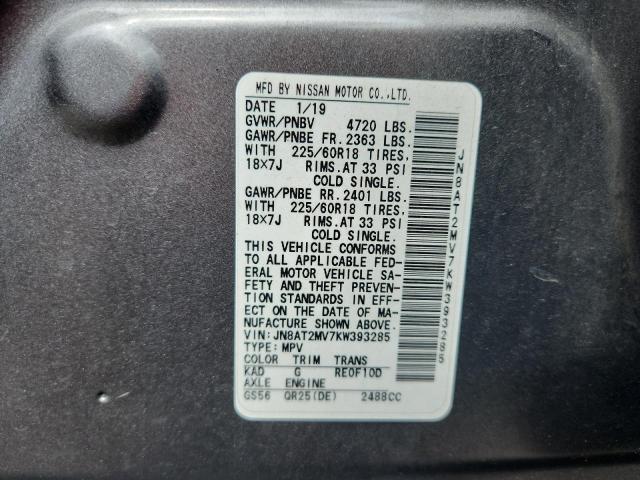 MFD BY NISSAN MOTOR CO.,LTD.
DATE 1/19
GVWR/PNBV 4720 LBS.
GAWR/PNBE FR. 2363 LBS.
WITH 225/60R18 TIRES,
18X7J RIMS.AT 33 PSI
COLD SINGLE.
GAWR/PNBE RR. 2401 LBS.
WITH 225/60R18 TIRES,
18X7J RIMS.AT 33 PSI
COLD SINGLE.
THIS VEHICLE CONFORMS
TO ALL APPLICABLE FED-
ERAL MOTOR VEHICLE SA-
FETY AND THEFT PREVEN-
TION STANDARDS IN EFF-
ECT ON THE DATE OF MA-
NUFACTURE SHOWN ABOVE.
VIN:JN8AT2MV7KW393285
TYPE:MPV
COLOR TRIM TRANS
KAD G RE0F10D
AXLE ENGINE
GS56 QR25(DE) 2488CC
JN8AT2MV7KW393285